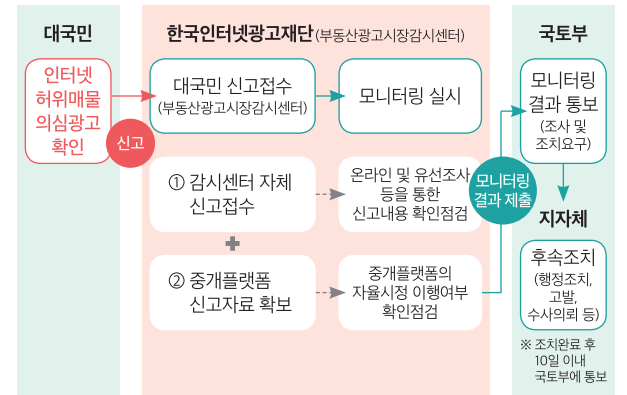 대국민
인터넷
허위매물
의심광고
확인
신고
한국인터넷광고재단(부동산광고시장감시센터)
대국민 신고접수
(부동산광고시장감시센터)
모니터링 실시
① 감시센터 자체
신고접수
온라인 및 유선조사
등을 통한
신고내용 확인점검
+
② 중개플랫폼
신고자료 확보
중개플랫폼의
자율시정 이행여부
확인점검
모니터링
결과 제출
국토부
모니터링
결과 통보
(조사 및
조치요구)
지자체
후속조치
(행정조치,
고발,
수사의뢰 등)
※ 조치완료 후
10일 이내
국토부에 통보